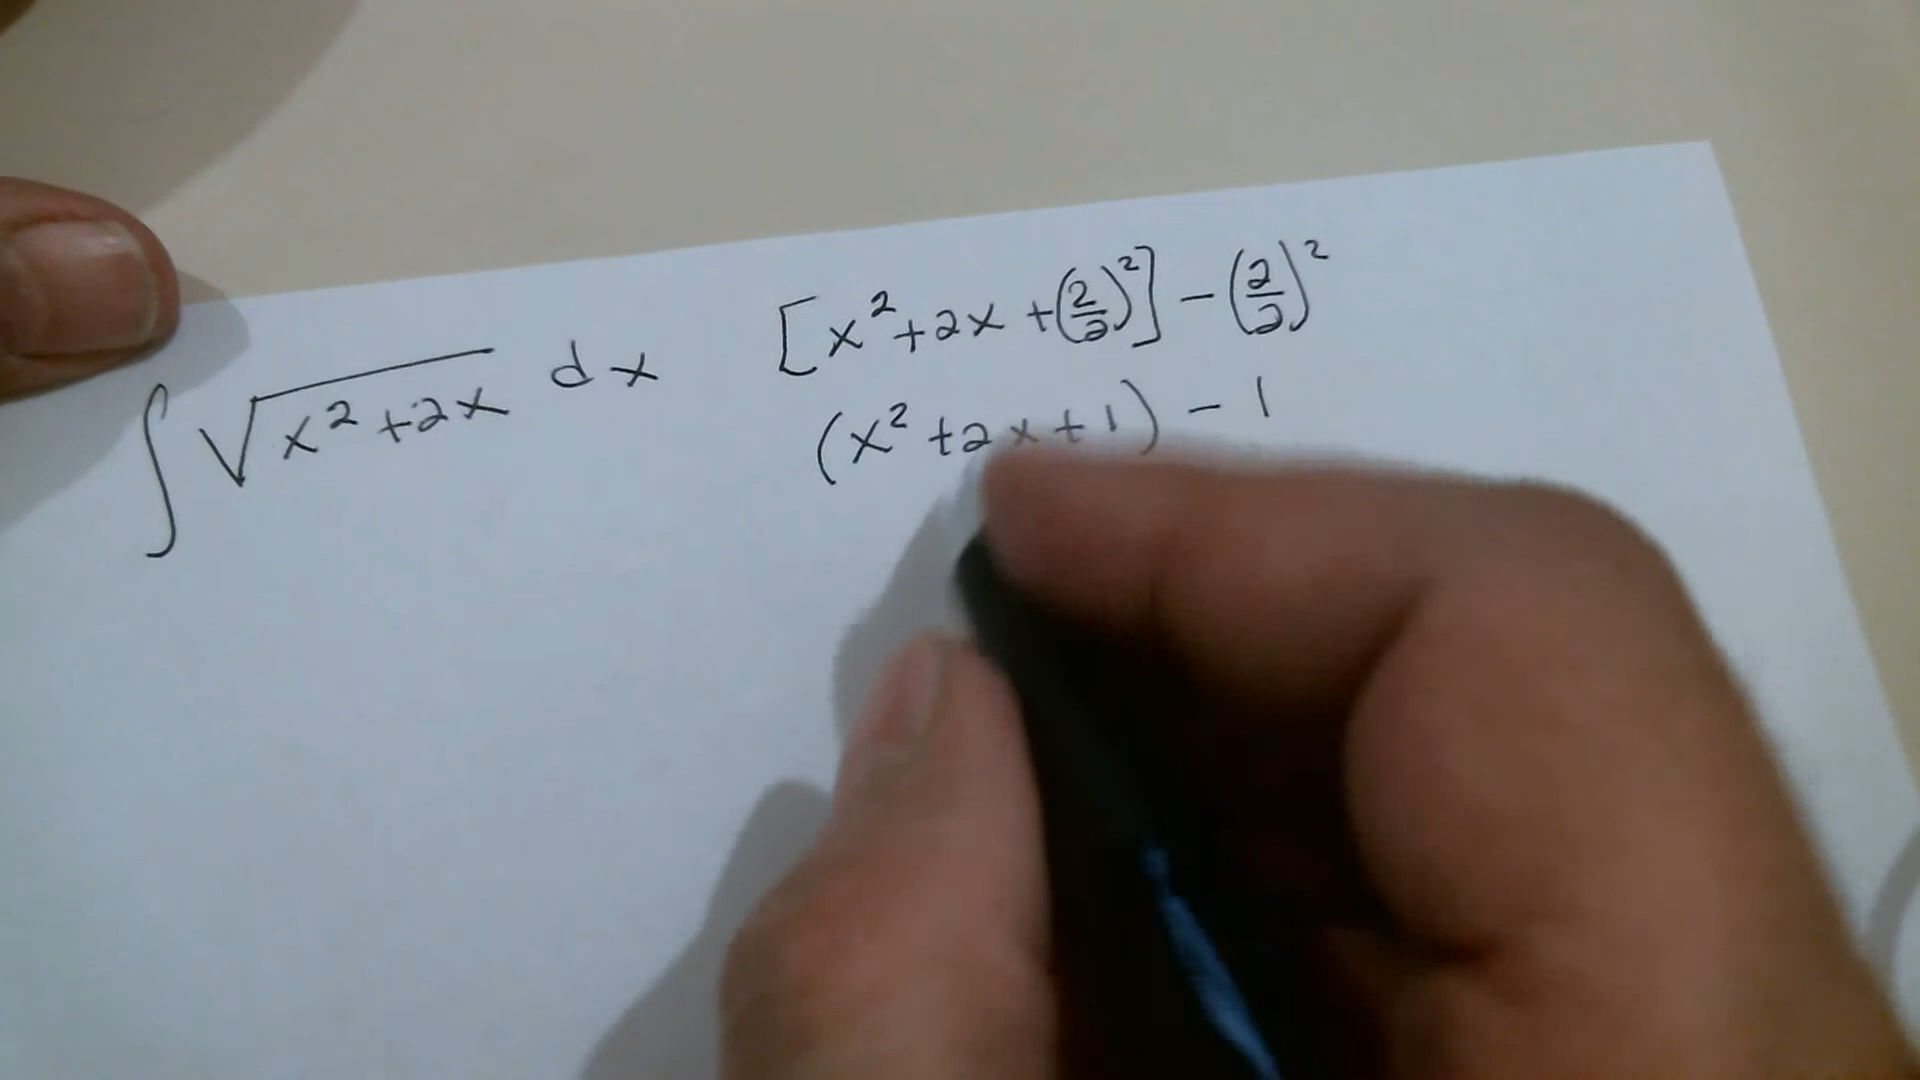 ∫ √(x² + 2x) dx
[x² + 2x + (2/2)²] - (2/2)²
(x² + 2x + 1) - 1